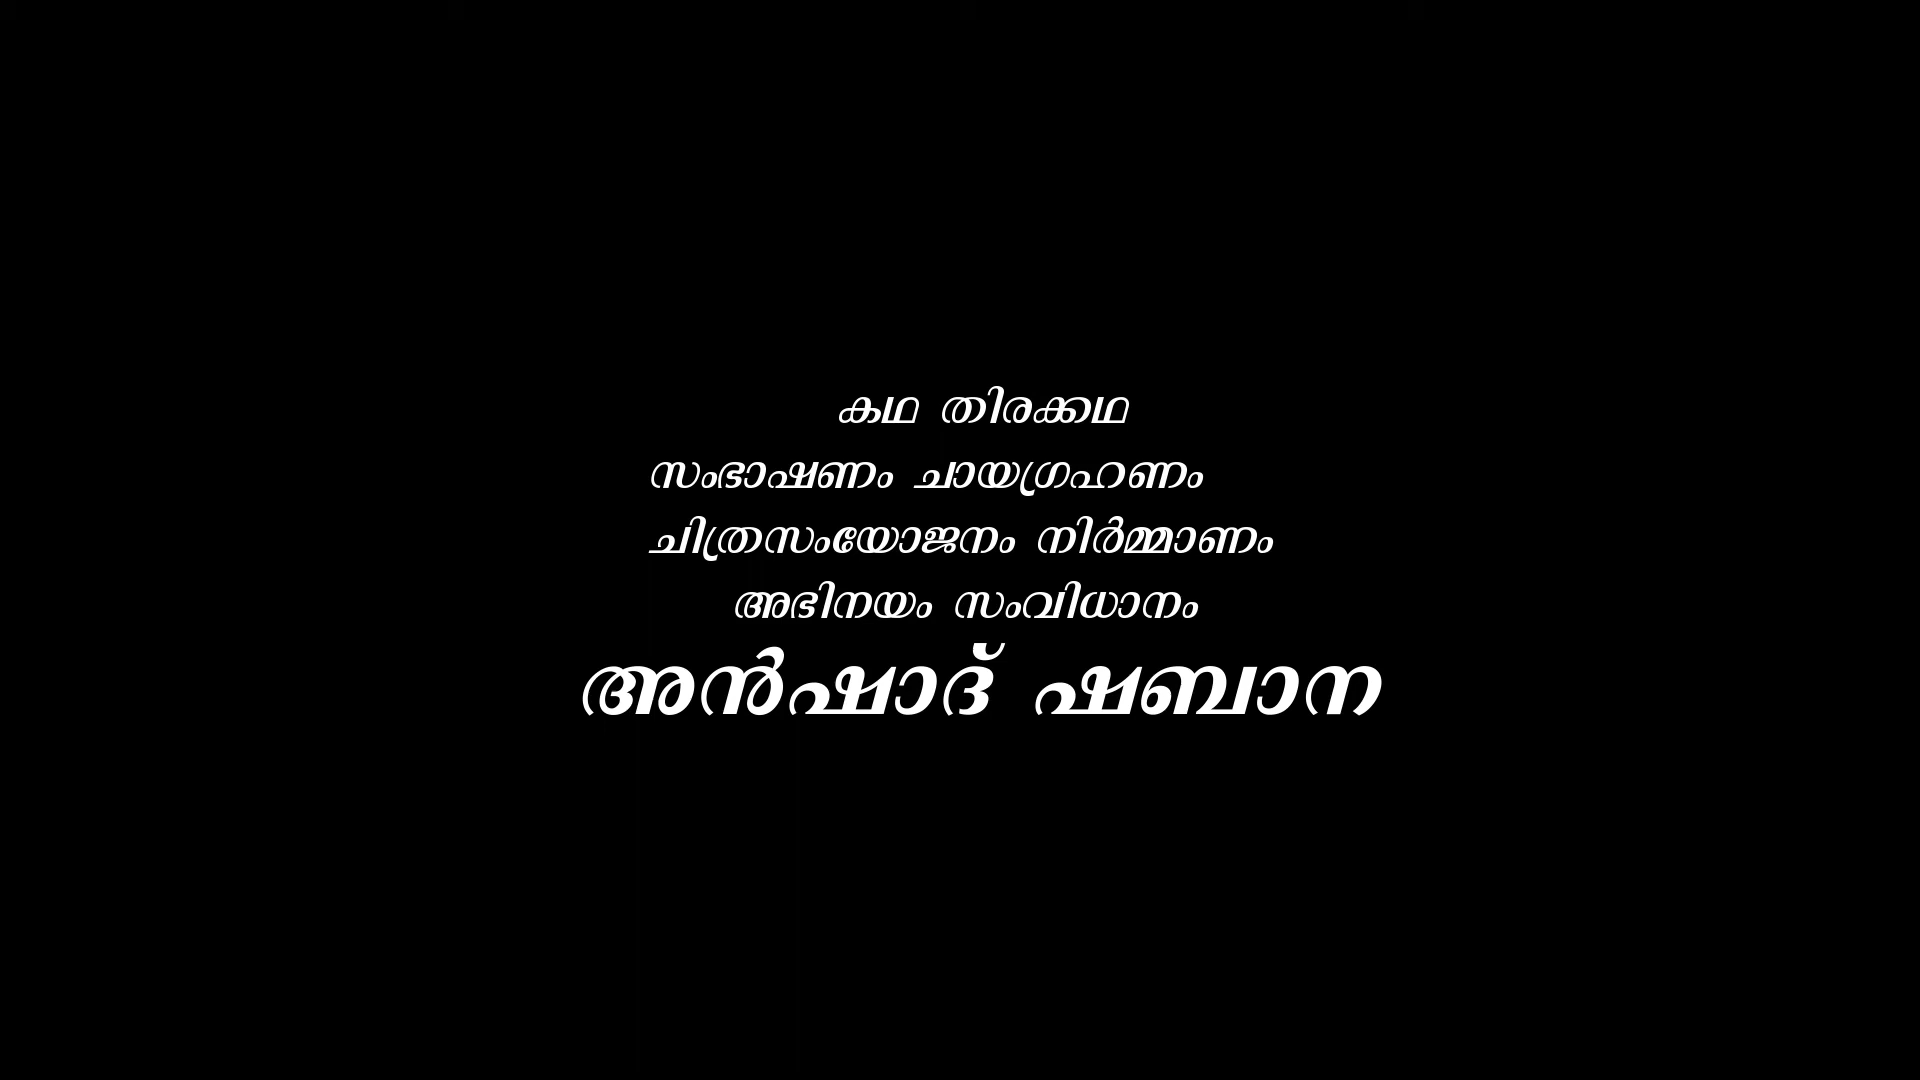 കഥ തിരക്കഥ
സംഭാഷണം ചായഗ്രഹണം
ചിത്രസംയോജനം നിർമ്മാണം
അഭിനയം സംവിധാനം
അൻഷാദ് ഷബാന